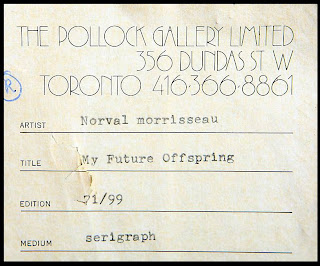 THE POLLOCK GALLERY LIMITED
356 DUNDAS ST W
TORONTO 416·366·8861
R.
ARTIST Norval morrisseau
TITLE My Future Offspring
EDITION 71/99
MEDIUM serigraph